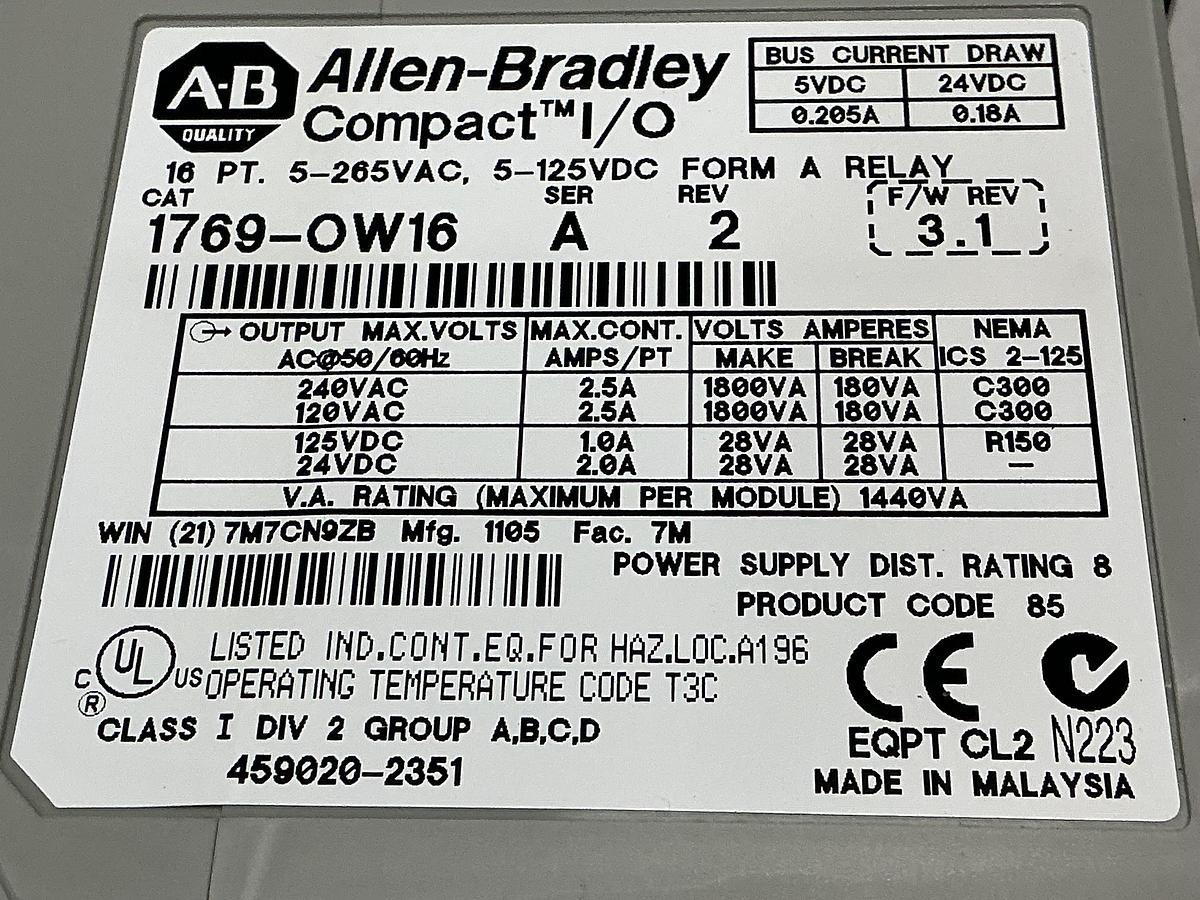 A-B
QUALITY
Allen-Bradley
Compact™ I/O
BUS CURRENT DRAW
5VDC 24VDC
0.205A 0.18A
16 PT. 5-265VAC, 5-125VDC FORM A RELAY
CAT SER REV F/W REV
1769-OW16 A 2 3.1
OUTPUT MAX.VOLTS MAX.CONT. VOLTS AMPERES NEMA
AC@50/60Hz AMPS/PT MAKE BREAK ICS 2-125
240VAC 2.5A 1800VA 180VA C300
120VAC 2.5A 1800VA 180VA C300
125VDC 1.0A 28VA 28VA R150
24VDC 2.0A 28VA 28VA —
V.A. RATING (MAXIMUM PER MODULE) 1440VA
WIN (21) 7M7CN9ZB Mfg. 1105 Fac. 7M
POWER SUPPLY DIST. RATING 8
PRODUCT CODE 85
C UL US ®
LISTED IND.CONT.EQ.FOR HAZ.LOC.A196
OPERATING TEMPERATURE CODE T3C
CLASS I DIV 2 GROUP A,B,C,D
459020-2351
CE
EQPT CL2 N223
MADE IN MALAYSIA